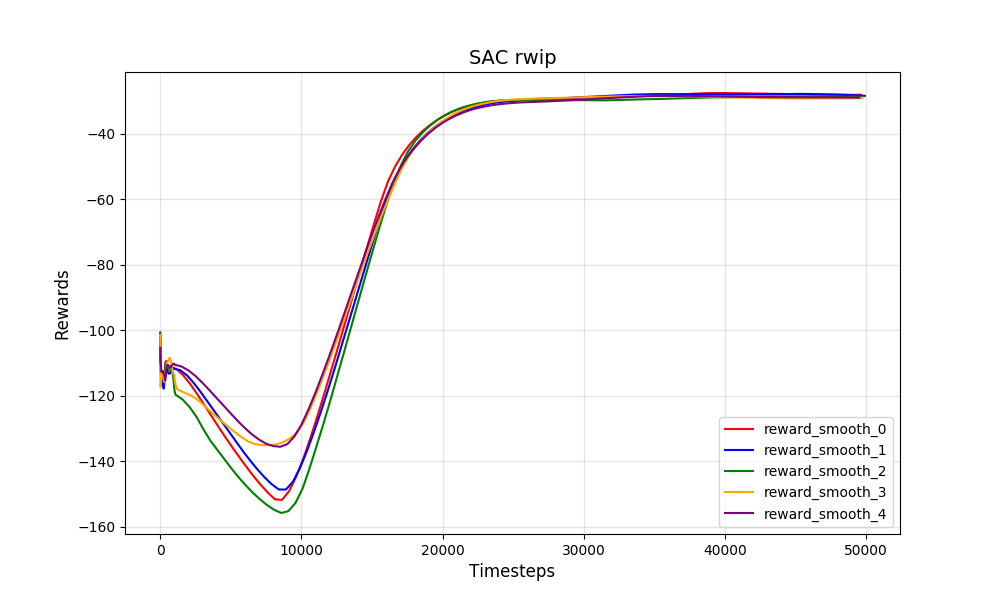 SAC rwip
Rewards
−40
−60
−80
−100
−120
−140
−160
reward_smooth_0
reward_smooth_1
reward_smooth_2
reward_smooth_3
reward_smooth_4
0 10000 20000 30000 40000 50000
Timesteps